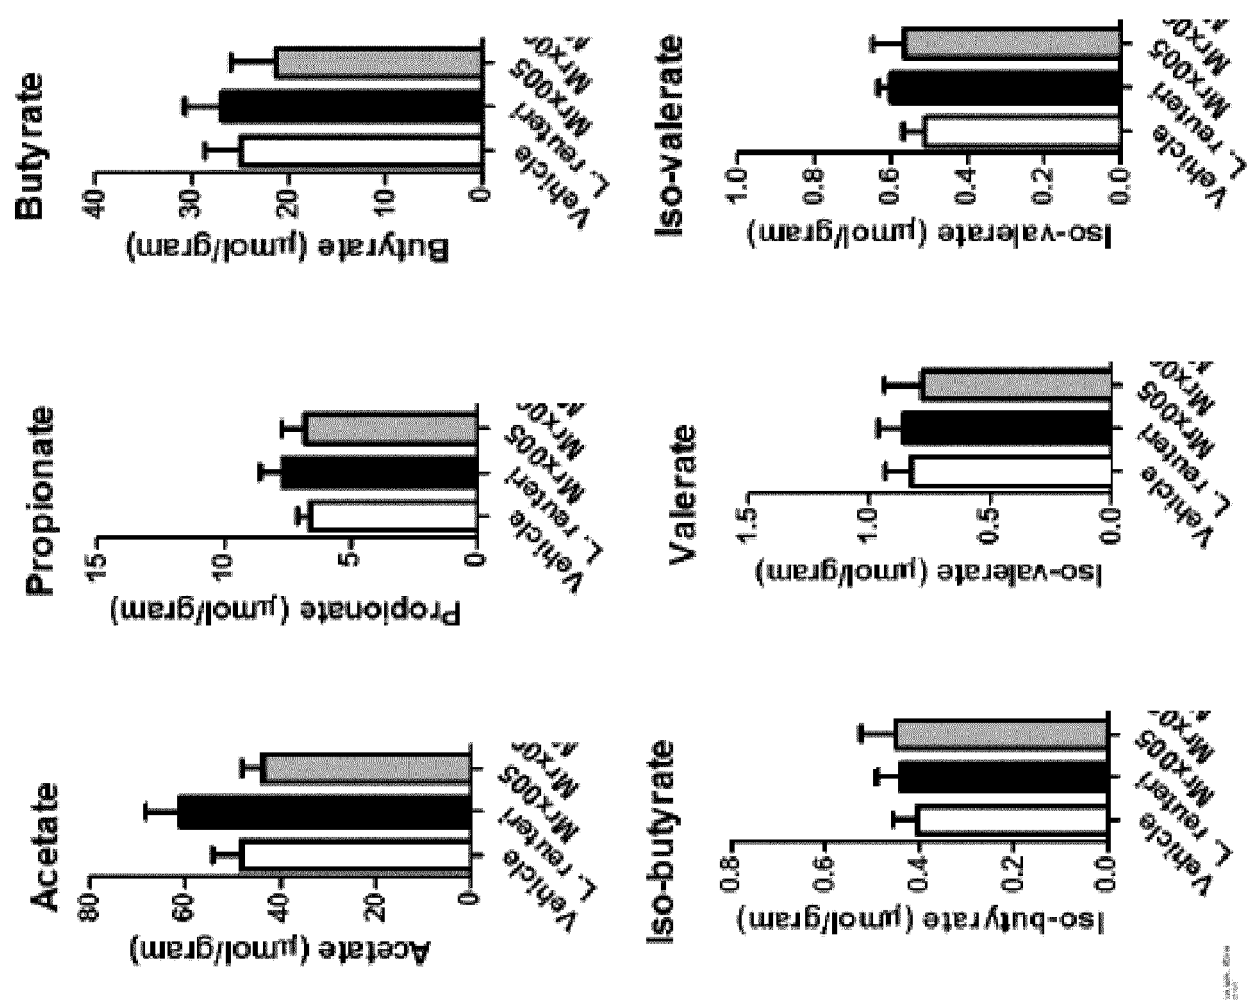 Acetate
Acetate (µmol/gram)
80
60
40
20
0
Vehicle
L. reuteri
Mrx005
Propionate
Propionate (µmol/gram)
15
10
5
0
Vehicle
L. reuteri
Mrx005
Butyrate
Butyrate (µmol/gram)
40
30
20
10
0
Vehicle
L. reuteri
Mrx005
Iso-butyrate
Iso-butyrate (µmol/gram)
0.8
0.6
0.4
0.2
0.0
Vehicle
L. reuteri
Mrx005
Valerate
Iso-valerate (µmol/gram)
1.5
1.0
0.5
0.0
Vehicle
L. reuteri
Mrx005
Iso-valerate
Iso-valerate (µmol/gram)
1.0
0.8
0.6
0.4
0.2
0.0
Vehicle
L. reuteri
Mrx005